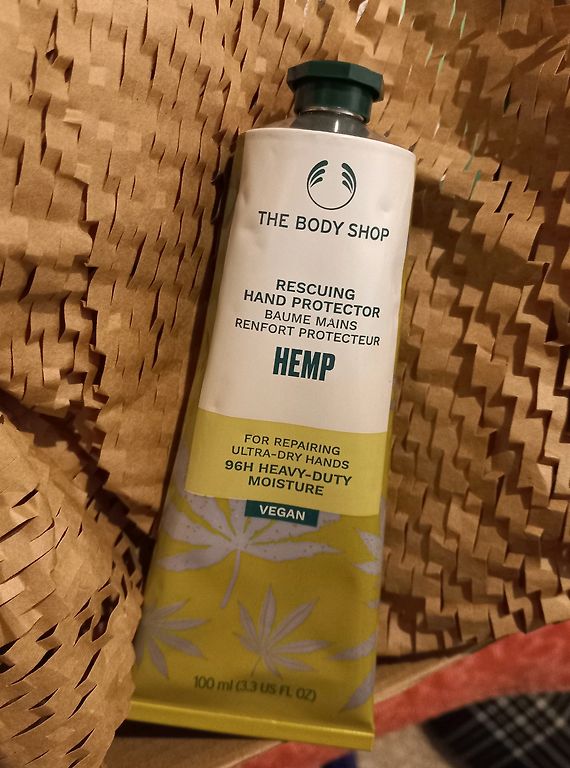 THE BODY SHOP
RESCUING
HAND PROTECTOR
BAUME MAINS
RENFORT PROTECTEUR
HEMP
FOR REPAIRING
ULTRA-DRY HANDS
96H HEAVY-DUTY
MOISTURE
VEGAN
100 ml (3.3 US FL OZ)